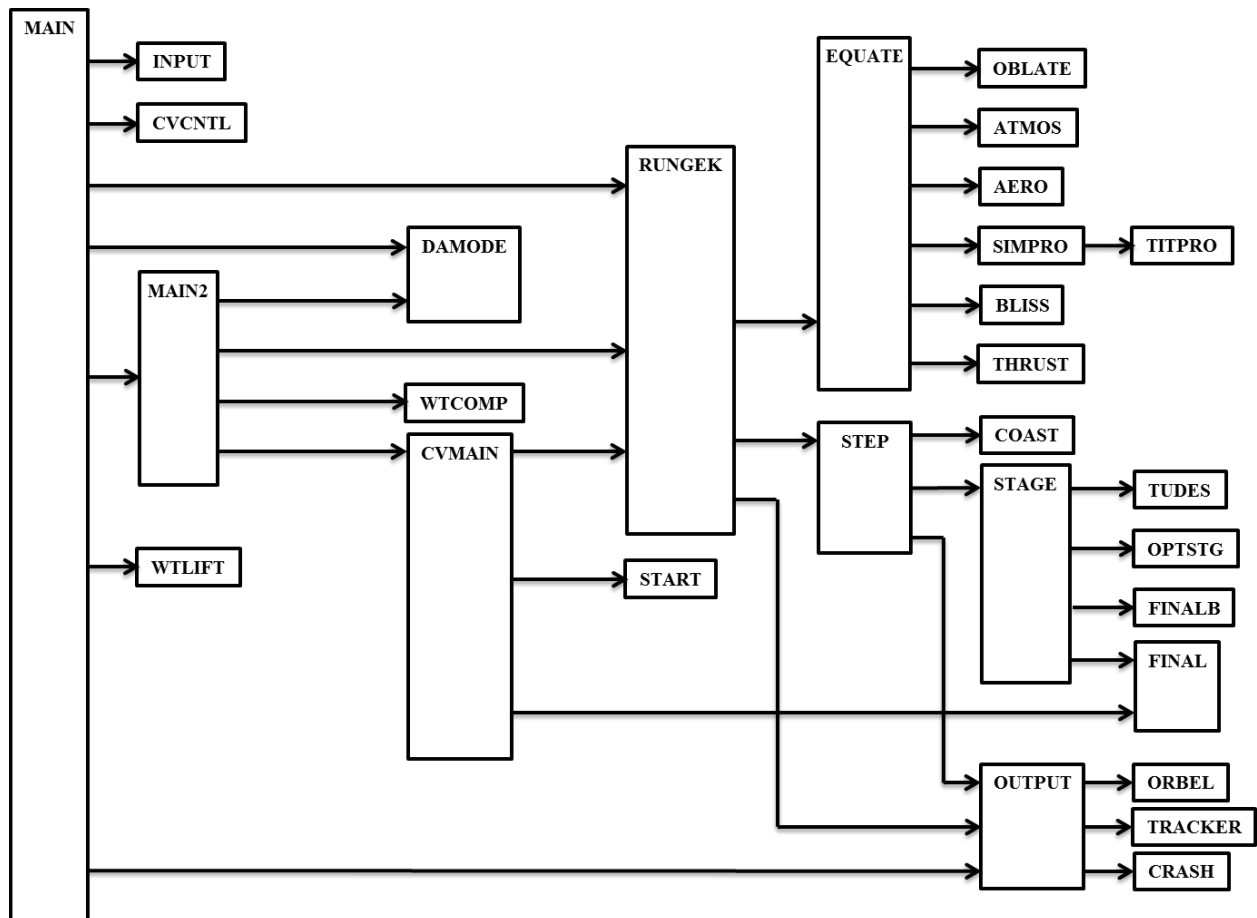 MAIN
INPUT
CVCNTL
MAIN2
WTLIFT
DAMODE
WTCOMP
CVMAIN
RUNGEK
START
EQUATE
STEP
OBLATE
ATMOS
AERO
SIMPRO
TITPRO
BLISS
THRUST
COAST
STAGE
TUDES
OPTSTG
FINALB
FINAL
OUTPUT
ORBEL
TRACKER
CRASH